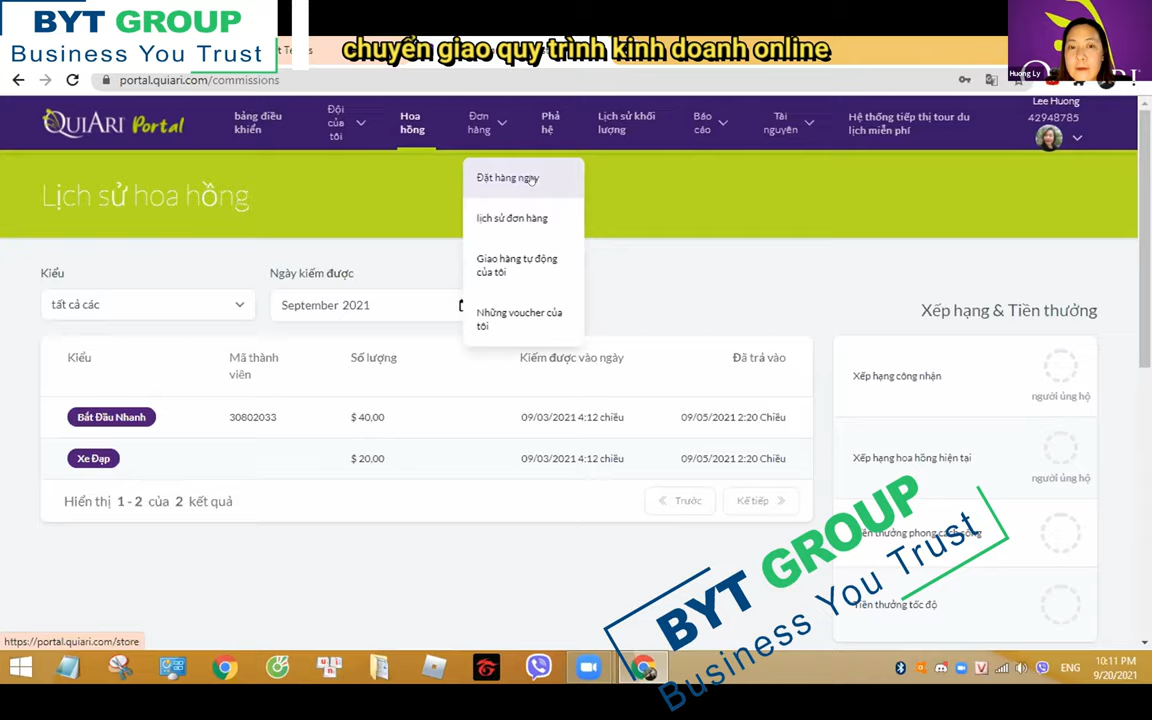 BYT GROUP
Business You Trust
chuyển giao quy trình kinh doanh online
Huong Ly
portal.quiari.com/commissions
QUIARI Portal
bảng điều khiển
Đội của tôi
Hoa hồng
Đơn hàng
Phả hệ
Lịch sử khối lượng
Báo cáo
Tài nguyên
Hệ thống tiếp thị tour du lịch miễn phí
Lee Huong
42948785
Lịch sử hoa hồng
Đặt hàng ngay
lịch sử đơn hàng
Giao hàng tự động của tôi
Những voucher của tôi
Kiểu
Ngày kiếm được
tất cả các
September 2021
Xếp hạng & Tiền thưởng
Kiểu
Mã thành viên
Số lượng
Kiếm được vào ngày
Đã trả vào
Bắt Đầu Nhanh
30802033
$ 40,00
09/03/2021 4:12 chiều
09/05/2021 2:20 Chiều
Xe Đạp
$ 20,00
09/03/2021 4:12 chiều
09/05/2021 2:20 Chiều
Hiển thị 1 - 2 của 2 kết quả
Trước
Kế tiếp
Xếp hạng công nhận
người ủng hộ
Xếp hạng hoa hồng hiện tại
người ủng hộ
thưởng phong cách sống
Tiền thưởng tốc độ
BYT GROUP
Business You Trust
https://portal.quiari.com/store
ENG
10:11 PM
9/20/2021